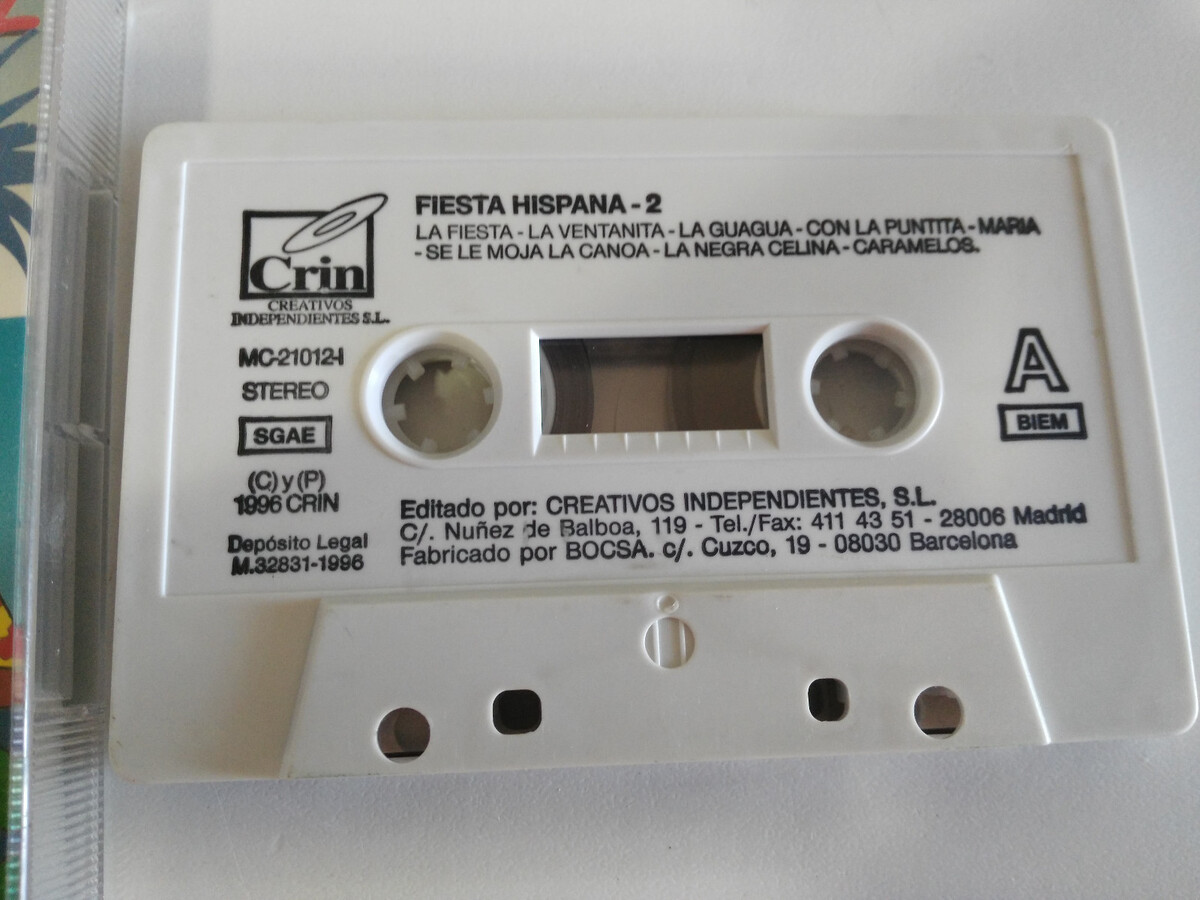 FIESTA HISPANA - 2
LA FIESTA - LA VENTANITA - LA GUAGUA - CON LA PUNTITA - MARIA
- SE LE MOJA LA CANOA - LA NEGRA CELINA - CARAMELOS.
Crin
CREATIVOS
INDEPENDIENTES S.L.
MC-21012-I
STEREO
SGAE
(C) y (P)
1996 CRIN
Depósito Legal
M.32831-1996
A
BIEM
Editado por: CREATIVOS INDEPENDIENTES, S.L.
C/. Nuñez de Balboa, 119 - Tel./Fax: 411 43 51 - 28006 Madrid
Fabricado por BOCSA. c/. Cuzco, 19 - 08030 Barcelona